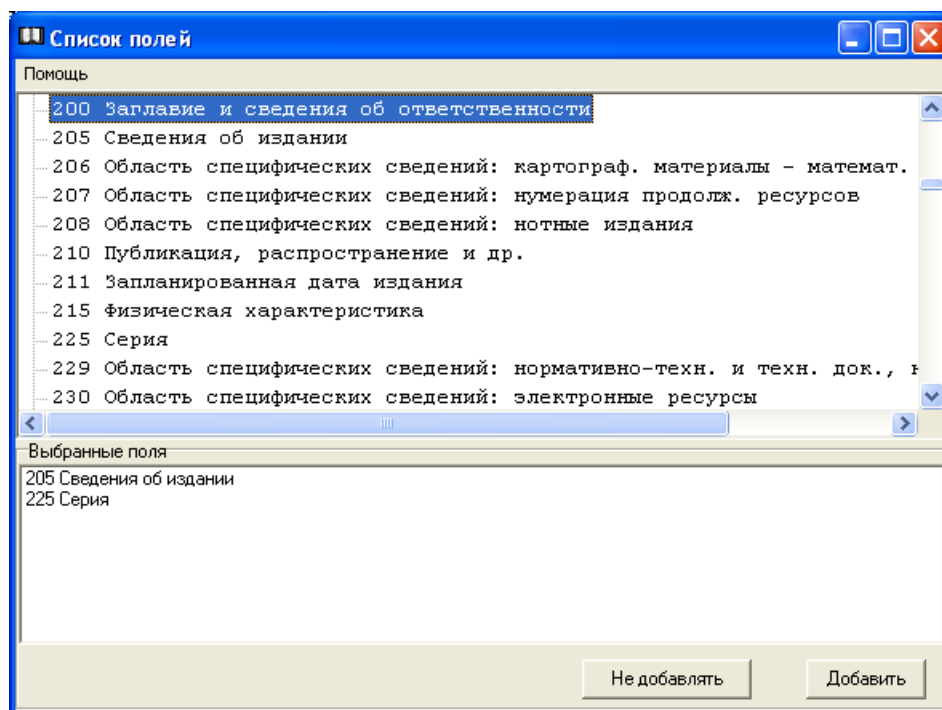 Список полей
Помощь
200 Заглавие и сведения об ответственности
205 Сведения об издании
206 Область специфических сведений: картограф. материалы - математ.
207 Область специфических сведений: нумерация продолж. ресурсов
208 Область специфических сведений: нотные издания
210 Публикация, распространение и др.
211 Запланированная дата издания
215 Физическая характеристика
225 Серия
229 Область специфических сведений: нормативно-техн. и техн. док., н
230 Область специфических сведений: электронные ресурсы
Выбранные поля
205 Сведения об издании
225 Серия
Не добавлять Добавить